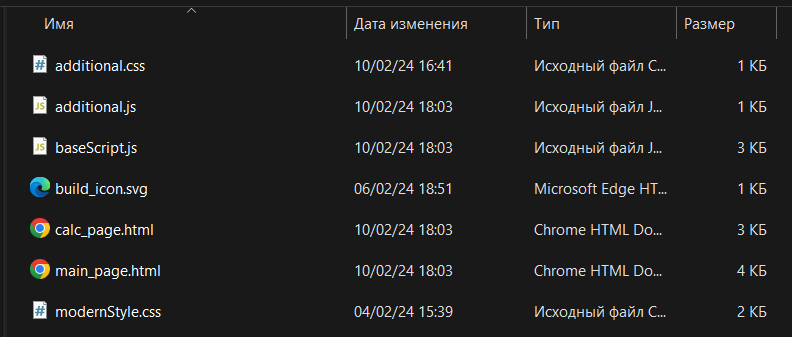 Имя Дата изменения Тип Размер
additional.css 10/02/24 16:41 Исходный файл C... 1 КБ
additional.js 10/02/24 18:03 Исходный файл J... 1 КБ
baseScript.js 10/02/24 18:03 Исходный файл J... 3 КБ
build_icon.svg 06/02/24 18:51 Microsoft Edge HT... 1 КБ
calc_page.html 10/02/24 18:03 Chrome HTML Do... 3 КБ
main_page.html 10/02/24 18:03 Chrome HTML Do... 4 КБ
modernStyle.css 04/02/24 15:39 Исходный файл C... 2 КБ